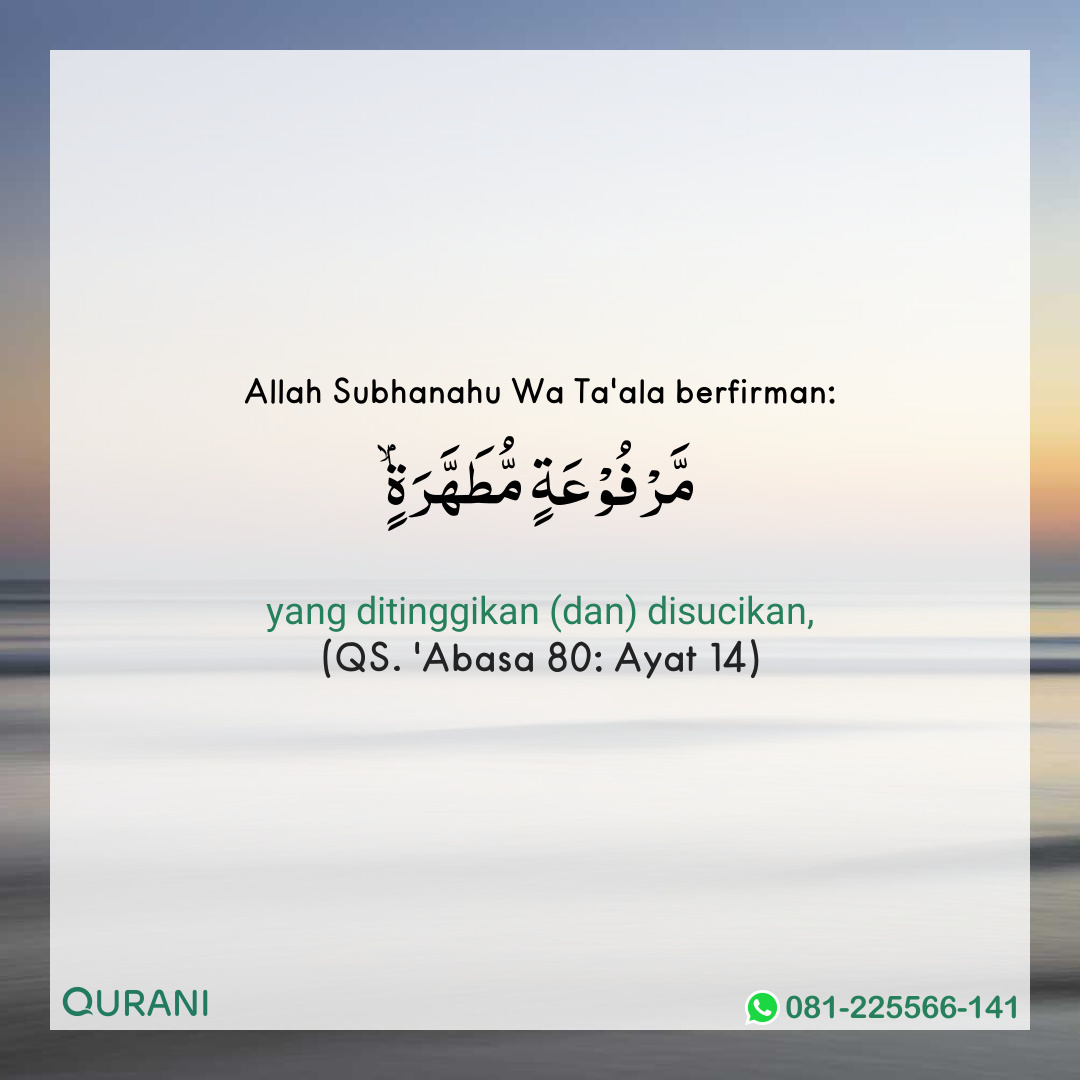 Allah Subhanahu Wa Ta'ala berfirman:
مَّرْفُوْعَةٍ مُّطَهَّرَةٍۢ ۙ
yang ditinggikan (dan) disucikan,
(QS. 'Abasa 80: Ayat 14)
QURANI
081-225566-141